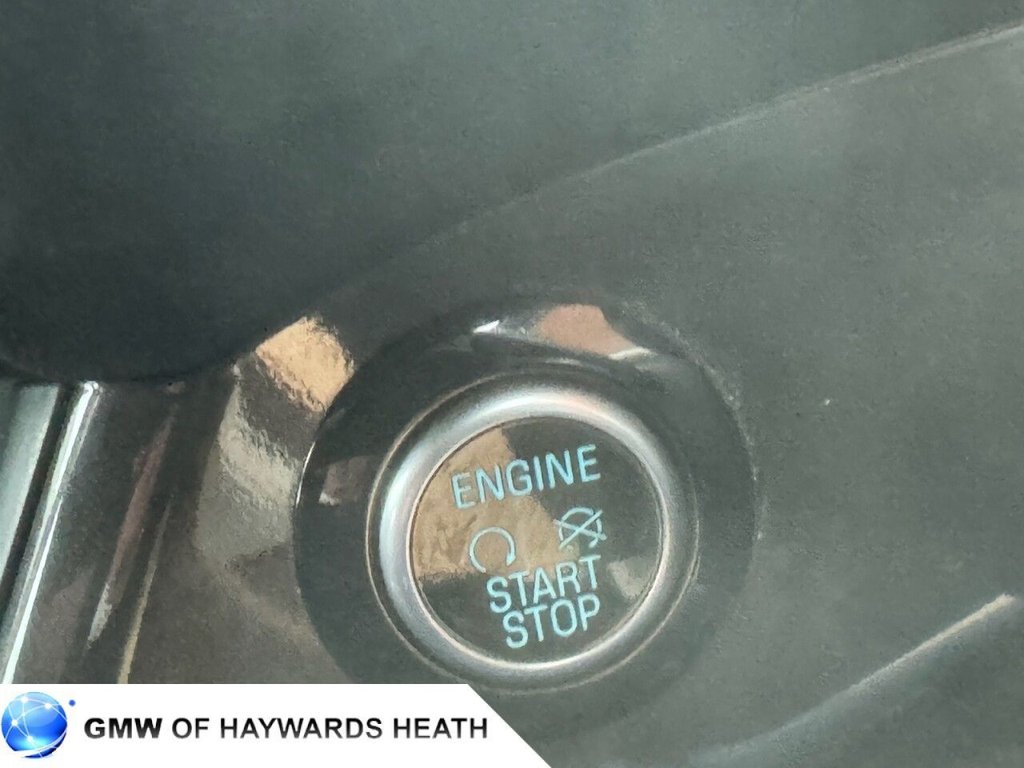 ENGINE
START
STOP
GMW OF HAYWARDS HEATH